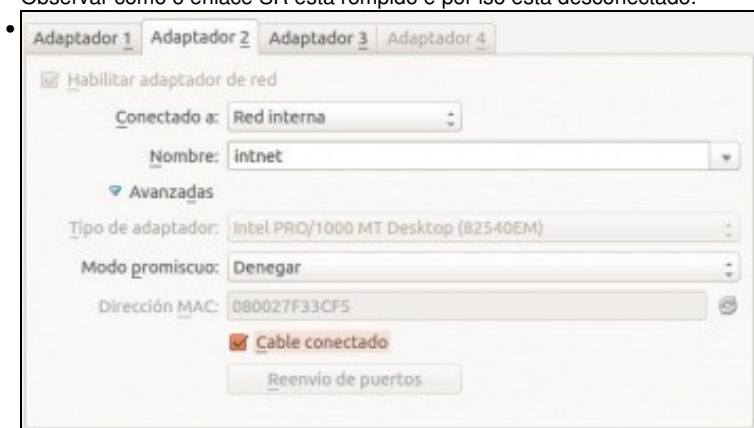 Observar como o enlace SR está rompido e por iso está desconectado.
Adaptador 1 Adaptador 2 Adaptador 3 Adaptador 4
Habilitar adaptador de red
Conectado a: Red interna
Nombre: intnet
Avanzadas
Tipo de adaptador: Intel PRO/1000 MT Desktop (82540EM)
Modo promiscuo: Denegar
Dirección MAC: 080027F33CF5
Cable conectado
Reenvío de puertos